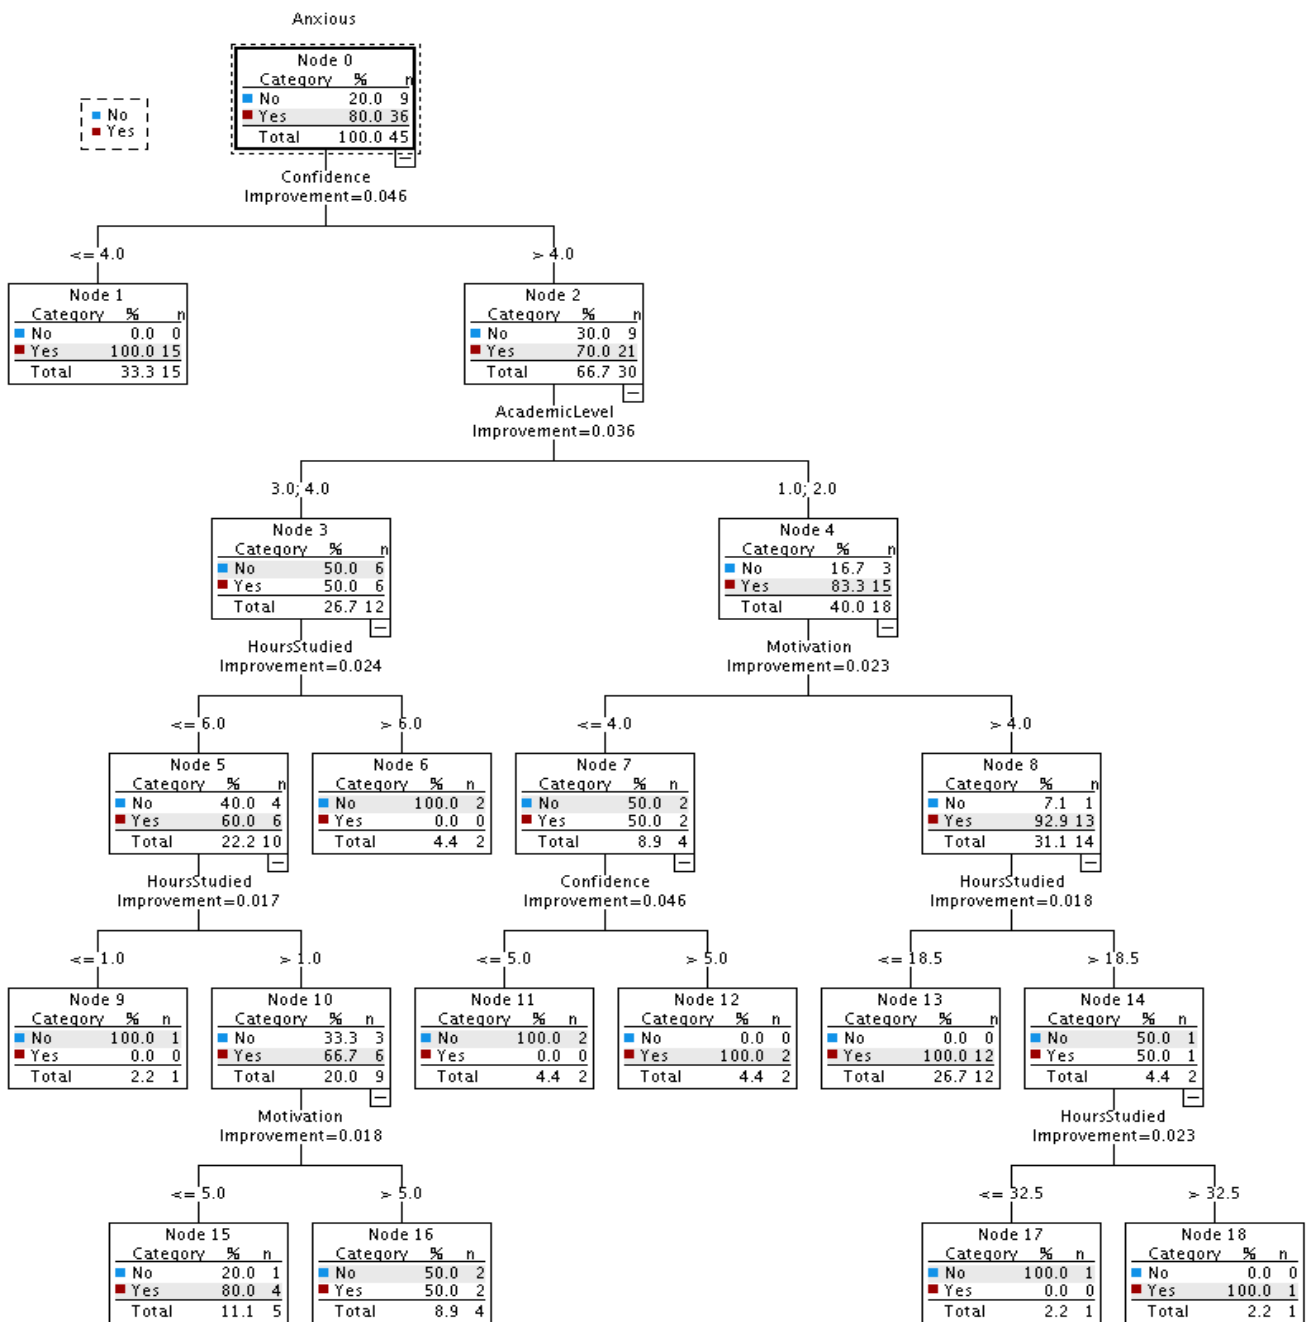 Anxious
Node 0
Category % n
No 20.0 9
Yes 80.0 36
Total 100.0 45
No
Yes
Confidence
Improvement=0.046
<= 4.0
> 4.0
Node 1
Category % n
No 0.0 0
Yes 100.0 15
Total 33.3 15
Node 2
Category % n
No 30.0 9
Yes 70.0 21
Total 66.7 30
AcademicLevel
Improvement=0.036
3.0; 4.0
1.0; 2.0
Node 3
Category % n
No 50.0 6
Yes 50.0 6
Total 26.7 12
Node 4
Category % n
No 16.7 3
Yes 83.3 15
Total 40.0 18
HoursStudied
Improvement=0.024
Motivation
Improvement=0.023
<= 6.0
> 6.0
<= 4.0
> 4.0
Node 5
Category % n
No 40.0 4
Yes 60.0 6
Total 22.2 10
Node 6
Category % n
No 100.0 2
Yes 0.0 0
Total 4.4 2
Node 7
Category % n
No 50.0 2
Yes 50.0 2
Total 8.9 4
Node 8
Category % n
No 7.1 1
Yes 92.9 13
Total 31.1 14
HoursStudied
Improvement=0.017
Confidence
Improvement=0.046
HoursStudied
Improvement=0.018
<= 1.0
> 1.0
<= 5.0
> 5.0
<= 18.5
> 18.5
Node 9
Category % n
No 100.0 1
Yes 0.0 0
Total 2.2 1
Node 10
Category % n
No 33.3 3
Yes 66.7 6
Total 20.0 9
Node 11
Category % n
No 100.0 2
Yes 0.0 0
Total 4.4 2
Node 12
Category % n
No 0.0 0
Yes 100.0 2
Total 4.4 2
Node 13
Category % n
No 0.0 0
Yes 100.0 12
Total 26.7 12
Node 14
Category % n
No 50.0 1
Yes 50.0 1
Total 4.4 2
Motivation
Improvement=0.018
HoursStudied
Improvement=0.023
<= 5.0
> 5.0
<= 32.5
> 32.5
Node 15
Category % n
No 20.0 1
Yes 80.0 4
Total 11.1 5
Node 16
Category % n
No 50.0 2
Yes 50.0 2
Total 8.9 4
Node 17
Category % n
No 100.0 1
Yes 0.0 0
Total 2.2 1
Node 18
Category % n
No 0.0 0
Yes 100.0 1
Total 2.2 1